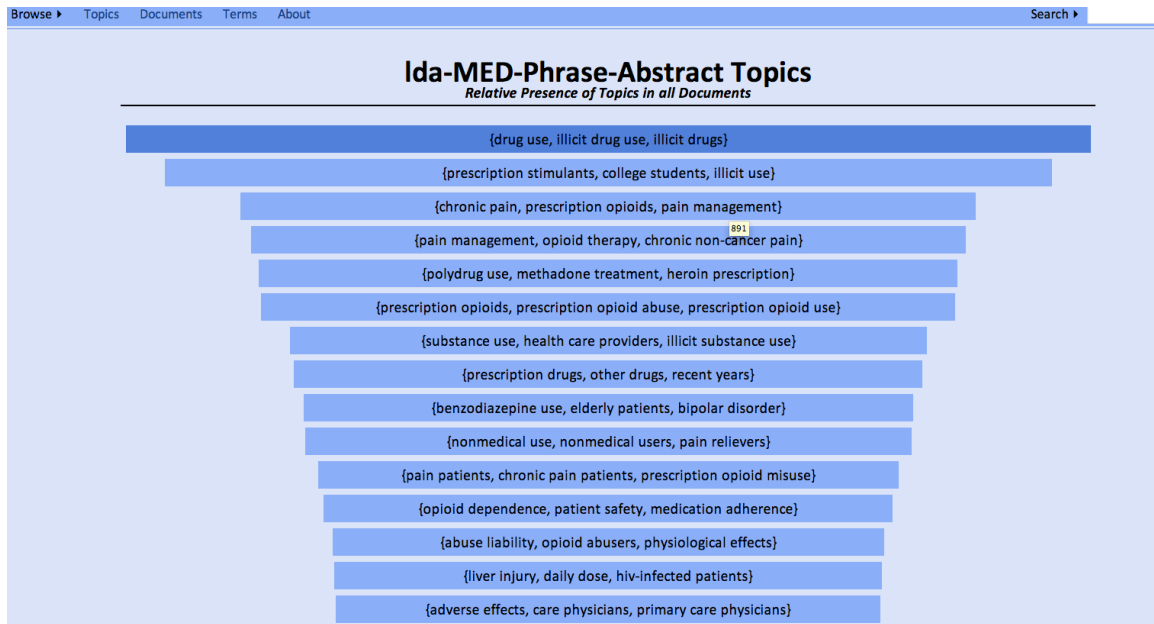 Browse ▸ Topics Documents Terms About Search ▸
lda-MED-Phrase-Abstract Topics
Relative Presence of Topics in all Documents
{drug use, illicit drug use, illicit drugs}
{prescription stimulants, college students, illicit use}
{chronic pain, prescription opioids, pain management}
891
{pain management, opioid therapy, chronic non-cancer pain}
{polydrug use, methadone treatment, heroin prescription}
{prescription opioids, prescription opioid abuse, prescription opioid use}
{substance use, health care providers, illicit substance use}
{prescription drugs, other drugs, recent years}
{benzodiazepine use, elderly patients, bipolar disorder}
{nonmedical use, nonmedical users, pain relievers}
{pain patients, chronic pain patients, prescription opioid misuse}
{opioid dependence, patient safety, medication adherence}
{abuse liability, opioid abusers, physiological effects}
{liver injury, daily dose, hiv-infected patients}
{adverse effects, care physicians, primary care physicians}